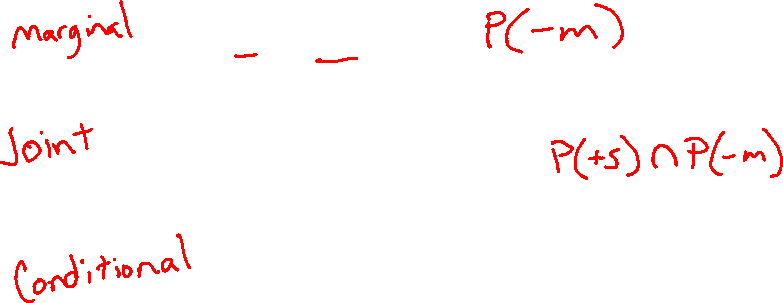 Marginal - — P(-m)
Joint P(+s) ∩ P(-m)
Conditional